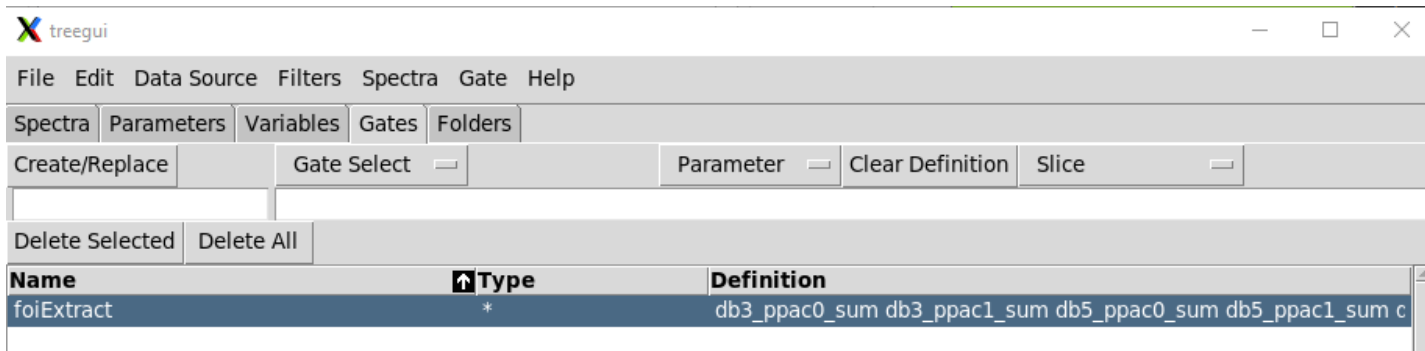 treegui
File Edit Data Source Filters Spectra Gate Help
Spectra Parameters Variables Gates Folders
Create/Replace Gate Select Parameter Clear Definition Slice
Delete Selected Delete All
Name Type Definition
foiExtract * db3_ppac0_sum db3_ppac1_sum db5_ppac0_sum db5_ppac1_sum c